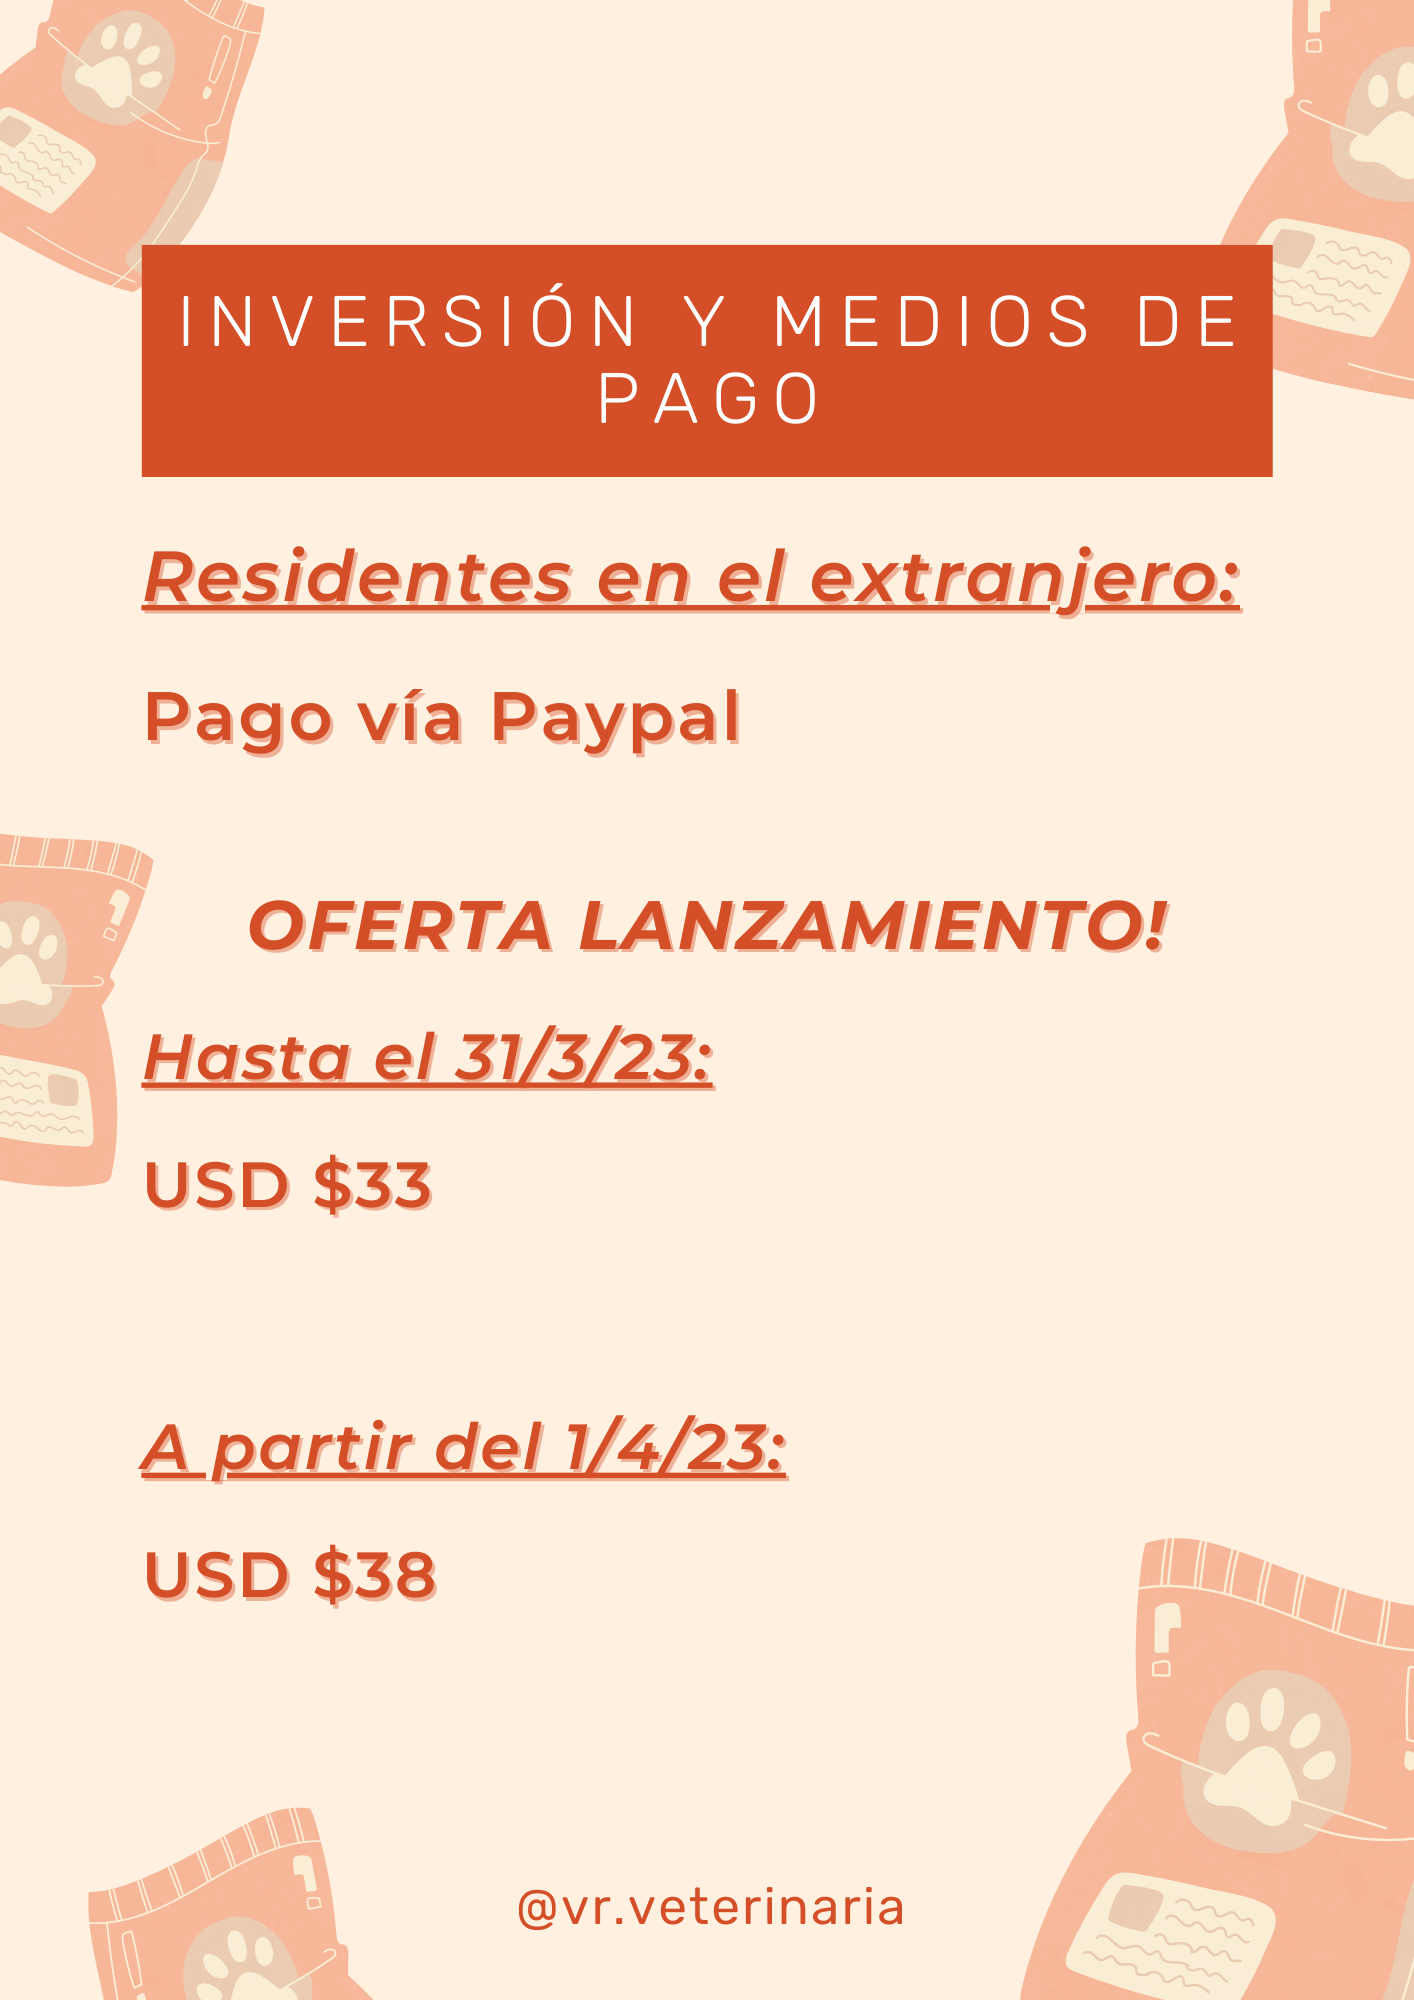 INVERSIÓN Y MEDIOS DE
PAGO
Residentes en el extranjero:
Pago vía Paypal
OFERTA LANZAMIENTO!
Hasta el 31/3/23:
USD $33
A partir del 1/4/23:
USD $38
@vr.veterinaria